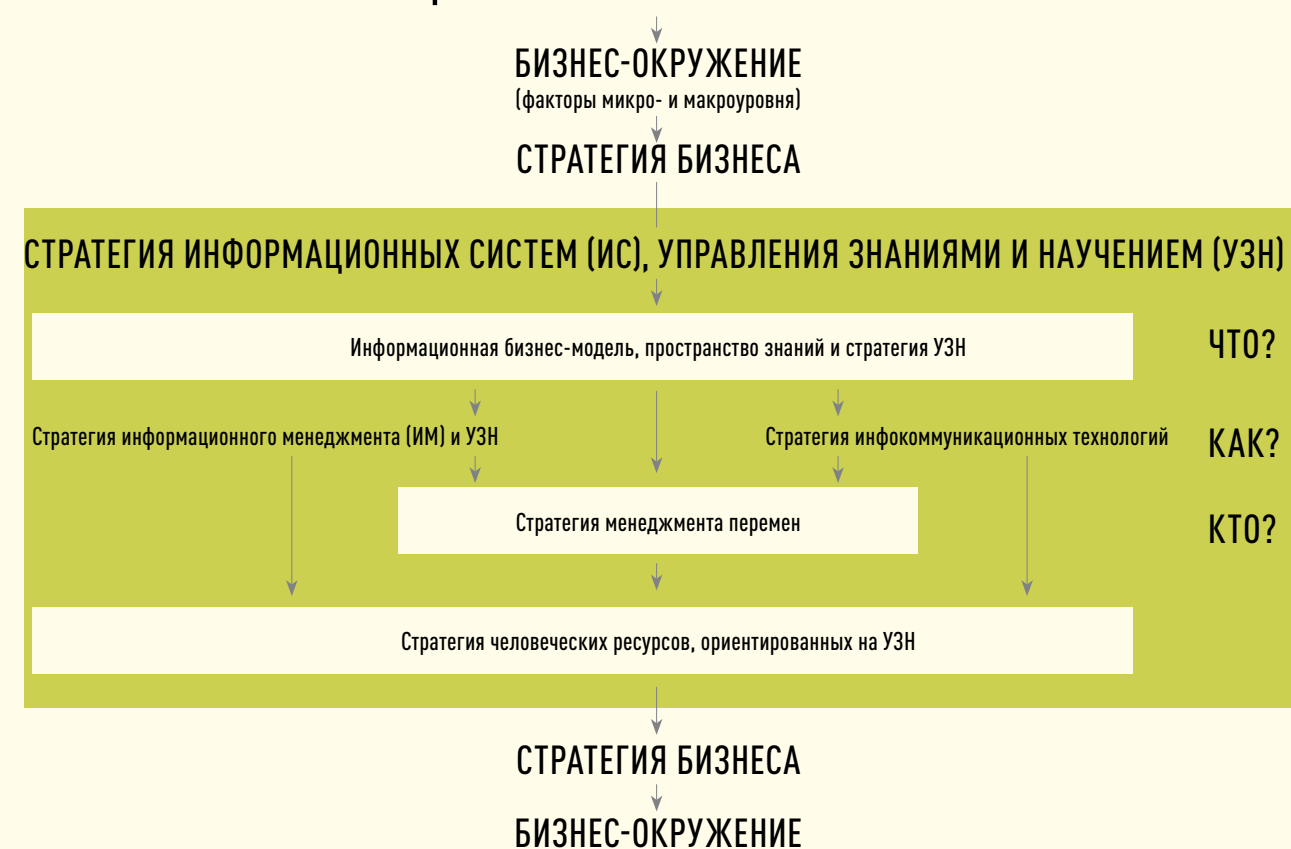 БИЗНЕС-ОКРУЖЕНИЕ
(факторы микро- и макроуровня)
СТРАТЕГИЯ БИЗНЕСА
СТРАТЕГИЯ ИНФОРМАЦИОННЫХ СИСТЕМ (ИС), УПРАВЛЕНИЯ ЗНАНИЯМИ И НАУЧЕНИЕМ (УЗН)
Информационная бизнес-модель, пространство знаний и стратегия УЗН
ЧТО?
Стратегия информационного менеджмента (ИМ) и УЗН
Стратегия инфокоммуникационных технологий
КАК?
Стратегия менеджмента перемен
КТО?
Стратегия человеческих ресурсов, ориентированных на УЗН
СТРАТЕГИЯ БИЗНЕСА
БИЗНЕС-ОКРУЖЕНИЕ